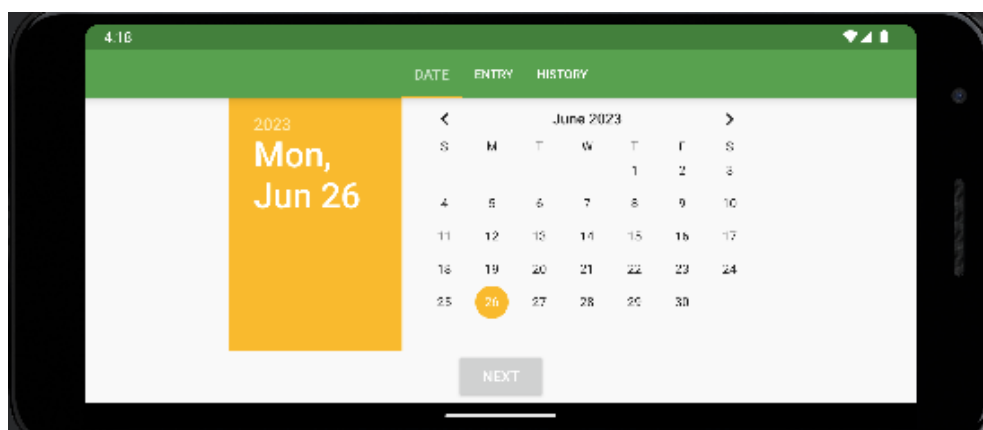 4:18
DATE ENTRY HISTORY
2023
Mon,
Jun 26
June 2023
S M T W T F S
1 2 3
4 5 6 7 8 9 10
11 12 13 14 15 16 17
18 19 20 21 22 23 24
25 26 27 28 29 30
NEXT